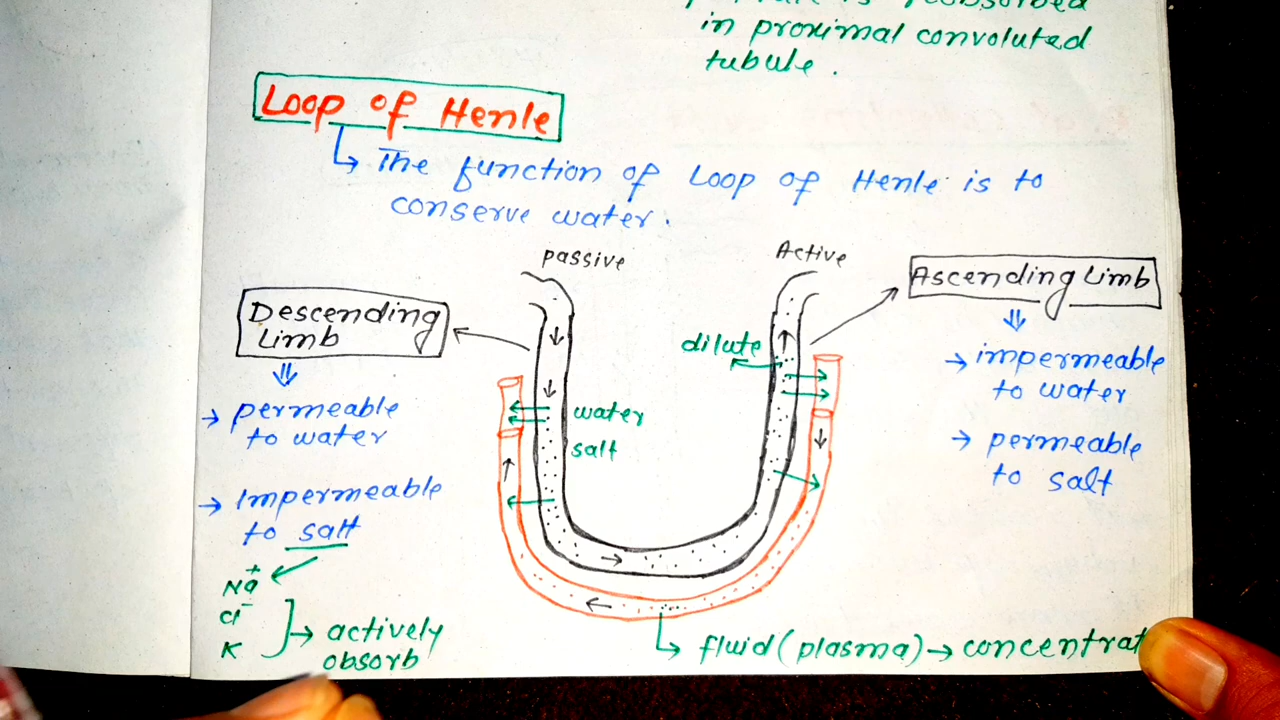 reabsorbed
in proximal convoluted
tubule.
Loop of Henle
The function of Loop of Henle is to
conserve water.
passive
Active
Descending
Limb
Ascending Limb
dilute
→ permeable
to water
→ Impermeable
to salt
water
salt
→ impermeable
to water
→ permeable
to salt
Na+
Cl-
K
→ actively
obsorb
fluid (plasma) → concentrat